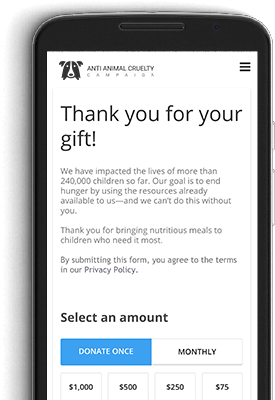 ANTI ANIMAL CRUELTY
CAMPAIGN
Thank you for your
gift!
We have impacted the lives of more than
240,000 children so far. Our goal is to end
hunger by using the resources already
available to us—and we can't do this without
you.
Thank you for bringing nutritious meals to
children who need it most.
By submitting this form, you agree to the terms
in our Privacy Policy.
Select an amount
DONATE ONCE
MONTHLY
$1,000
$500
$250
$75